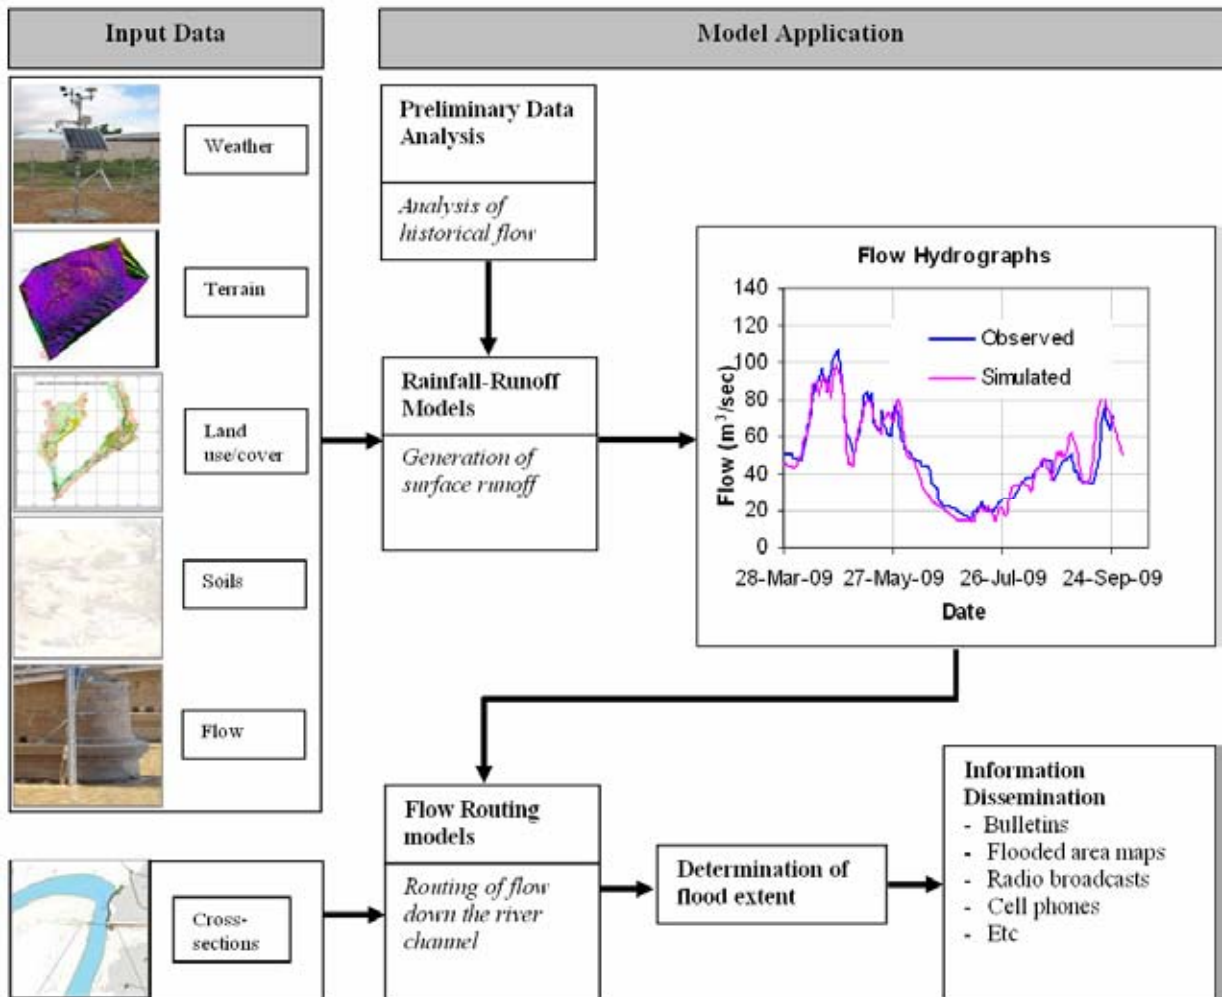 Input Data
Model Application
Weather
Terrain
Land
use/cover
Soils
Flow
Cross-
sections
Preliminary Data
Analysis
Analysis of
historical flow
Rainfall-Runoff
Models
Generation of
surface runoff
Flow Hydrographs
Flow (m³/sec)
140
120
100
80
60
40
20
0
Observed
Simulated
28-Mar-09 27-May-09 26-Jul-09 24-Sep-09
Date
Flow Routing
models
Routing of flow
down the river
channel
Determination of
flood extent
Information
Dissemination
- Bulletins
- Flooded area maps
- Radio broadcasts
- Cell phones
- Etc